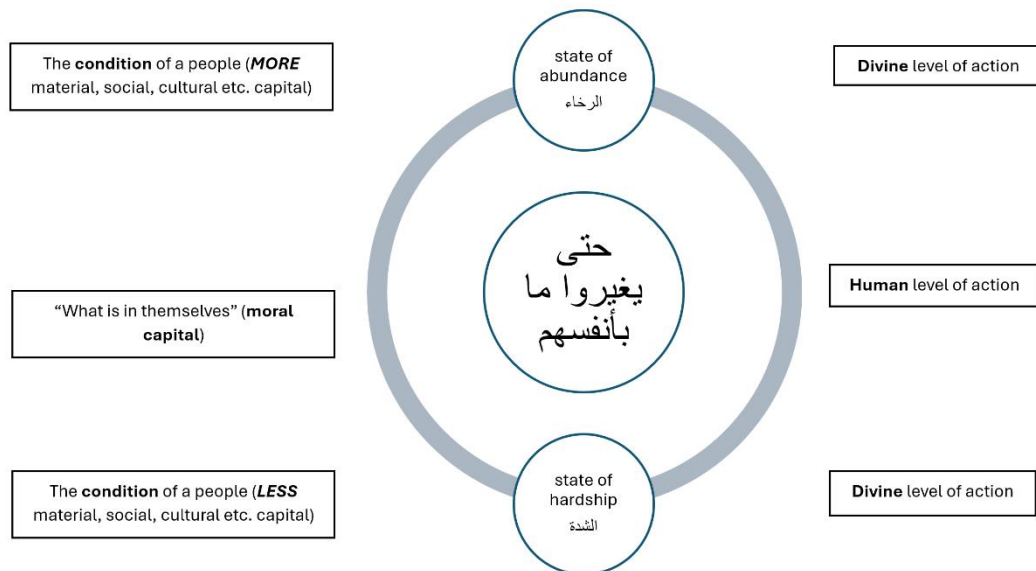 The condition of a people (MORE
material, social, cultural etc. capital)
state of
abundance
الرخاء
Divine level of action
حتى
يغيروا ما
بأنفسهم
“What is in themselves” (moral
capital)
Human level of action
The condition of a people (LESS
material, social, cultural etc. capital)
state of
hardship
الشدة
Divine level of action